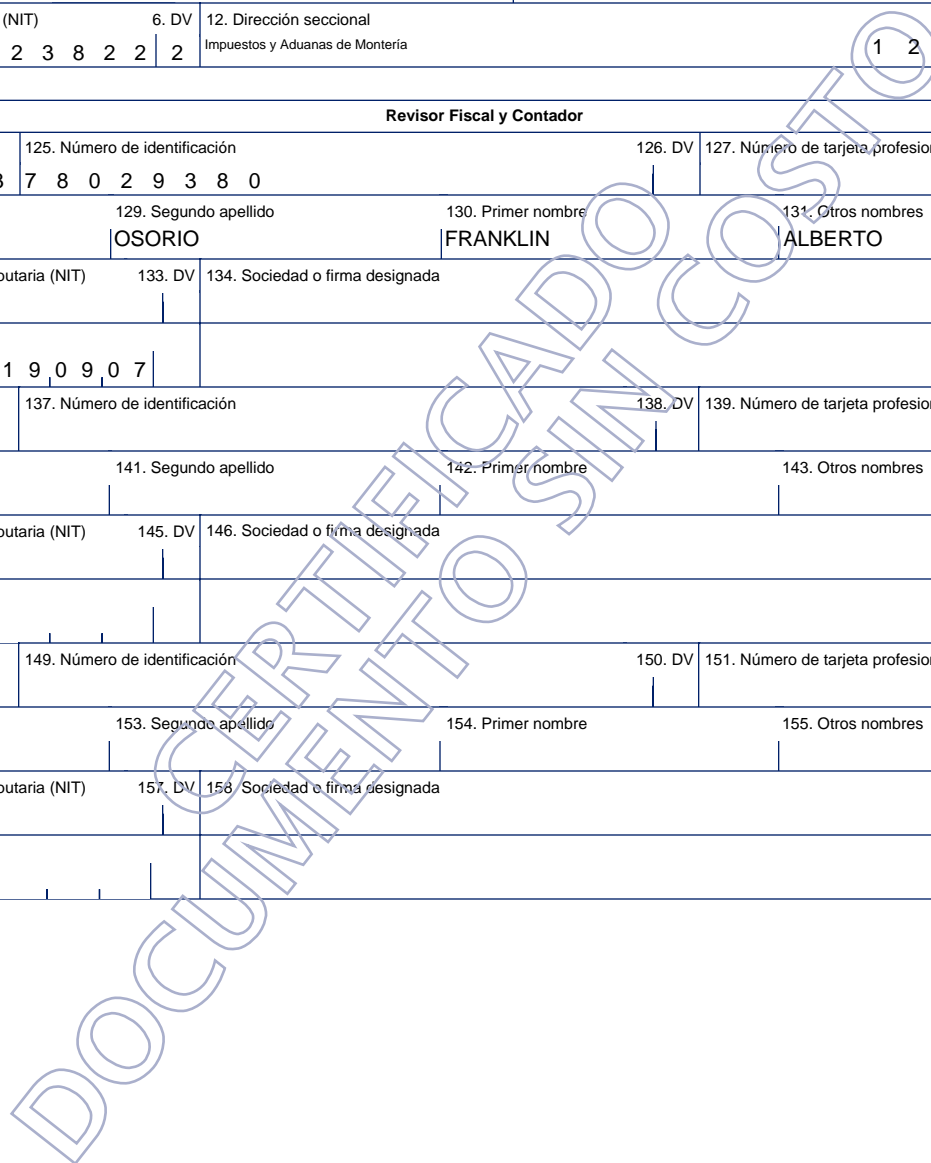 (NIT) 6. DV 12. Dirección seccional
2 3 8 2 2 2 Impuestos y Aduanas de Montería 1 2
Revisor Fiscal y Contador
125. Número de identificación 126. DV 127. Número de tarjeta profesion
3 7 8 0 2 9 3 8 0
129. Segundo apellido 130. Primer nombre 131. Otros nombres
OSORIO FRANKLIN ALBERTO
butaria (NIT) 133. DV 134. Sociedad o firma designada
1 9 0 9 0 7
137. Número de identificación 138. DV 139. Número de tarjeta profesion
141. Segundo apellido 142. Primer nombre 143. Otros nombres
butaria (NIT) 145. DV 146. Sociedad o firma designada
149. Número de identificación 150. DV 151. Número de tarjeta profesion
153. Segundo apellido 154. Primer nombre 155. Otros nombres
butaria (NIT) 157. DV 158. Sociedad o firma designada
CERTIFICADO
DOCUMENTO SIN COSTO